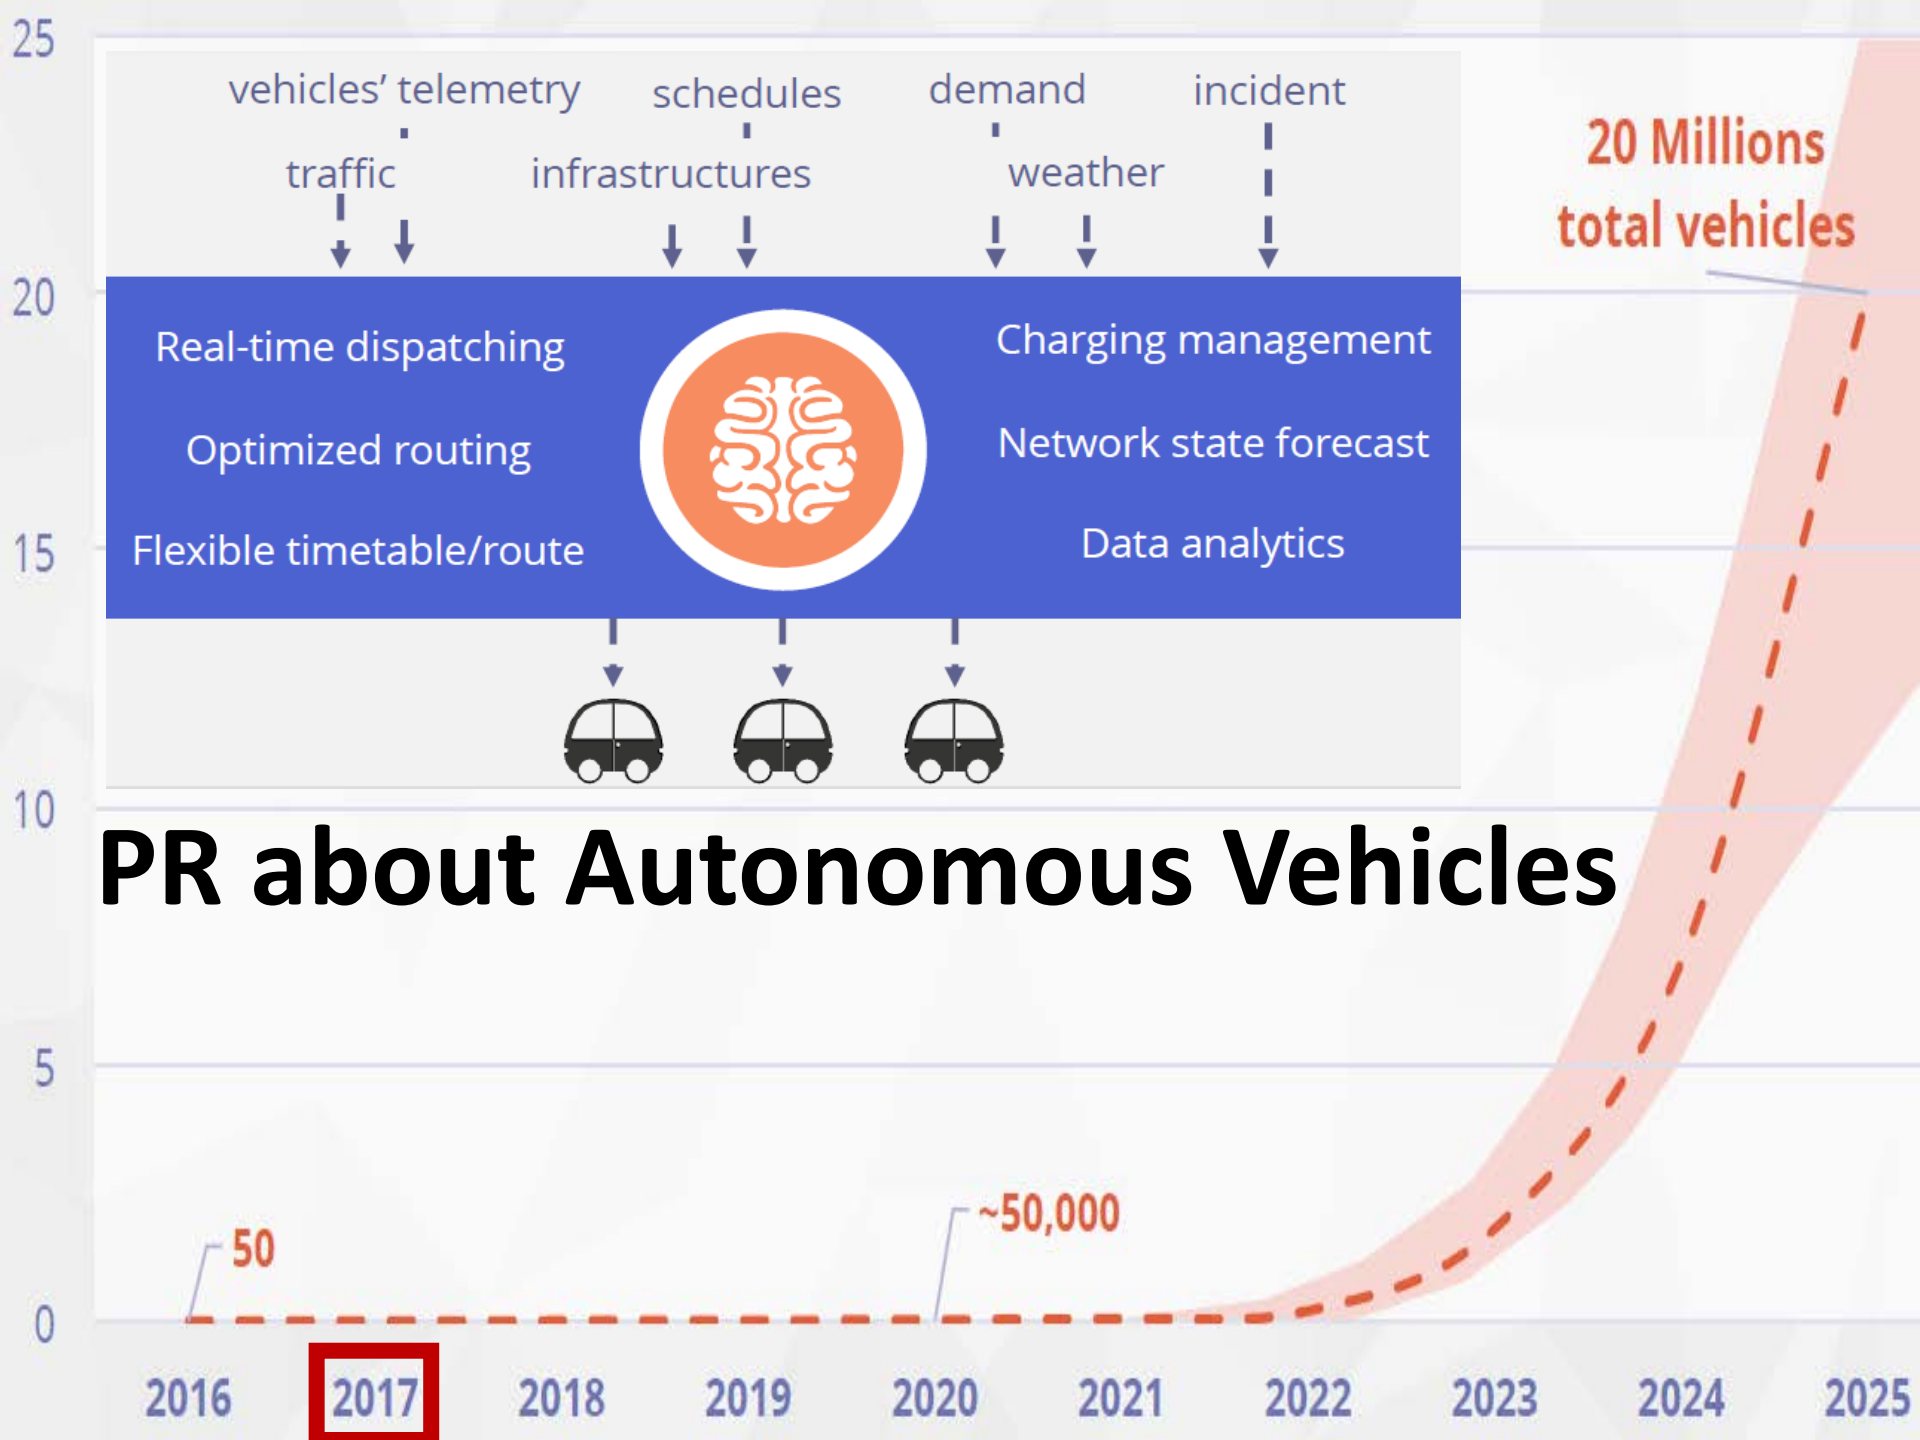 25
vehicles' telemetry schedules demand incident
traffic infrastructures weather
20 Millions
total vehicles
20
Real-time dispatching Charging management
Optimized routing Network state forecast
Flexible timetable/route Data analytics
15
10
PR about Autonomous Vehicles
5
~50,000
50
0
2016 2017 2018 2019 2020 2021 2022 2023 2024 2025